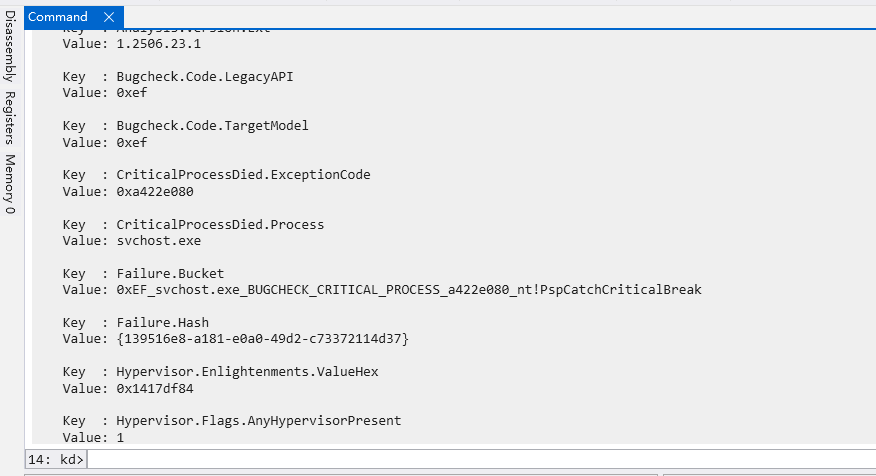 Command
Disassembly
Registers
Memory 0
Value: 1.2506.23.1
Key  : Bugcheck.Code.LegacyAPI
Value: 0xef
Key  : Bugcheck.Code.TargetModel
Value: 0xef
Key  : CriticalProcessDied.ExceptionCode
Value: 0xa422e080
Key  : CriticalProcessDied.Process
Value: svchost.exe
Key  : Failure.Bucket
Value: 0xEF_svchost.exe_BUGCHECK_CRITICAL_PROCESS_a422e080_nt!PspCatchCriticalBreak
Key  : Failure.Hash
Value: {139516e8-a181-e0a0-49d2-c73372114d37}
Key  : Hypervisor.Enlightenments.ValueHex
Value: 0x1417df84
Key  : Hypervisor.Flags.AnyHypervisorPresent
Value: 1
14: kd>